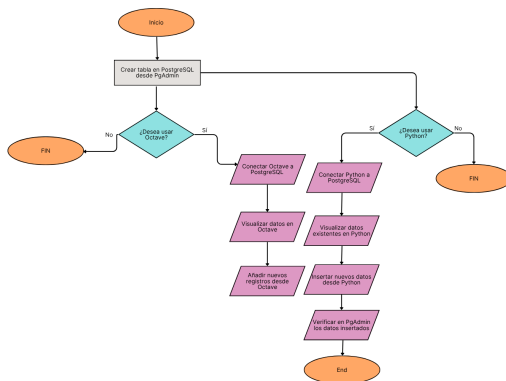 Inicio
Crear tabla en PostgreSQL
desde PgAdmin
¿Desea usar
Octave?
No
Sí
FIN
Conectar Octave a
PostgreSQL
Visualizar datos en
Octave
Añadir nuevos
registros desde
Octave
¿Desea usar
Python?
Sí
No
FIN
Conectar Python a
PostgreSQL
Visualizar datos
existentes en Python
Insertar nuevos datos
desde Python
Verificar en PgAdmin
los datos insertados
End